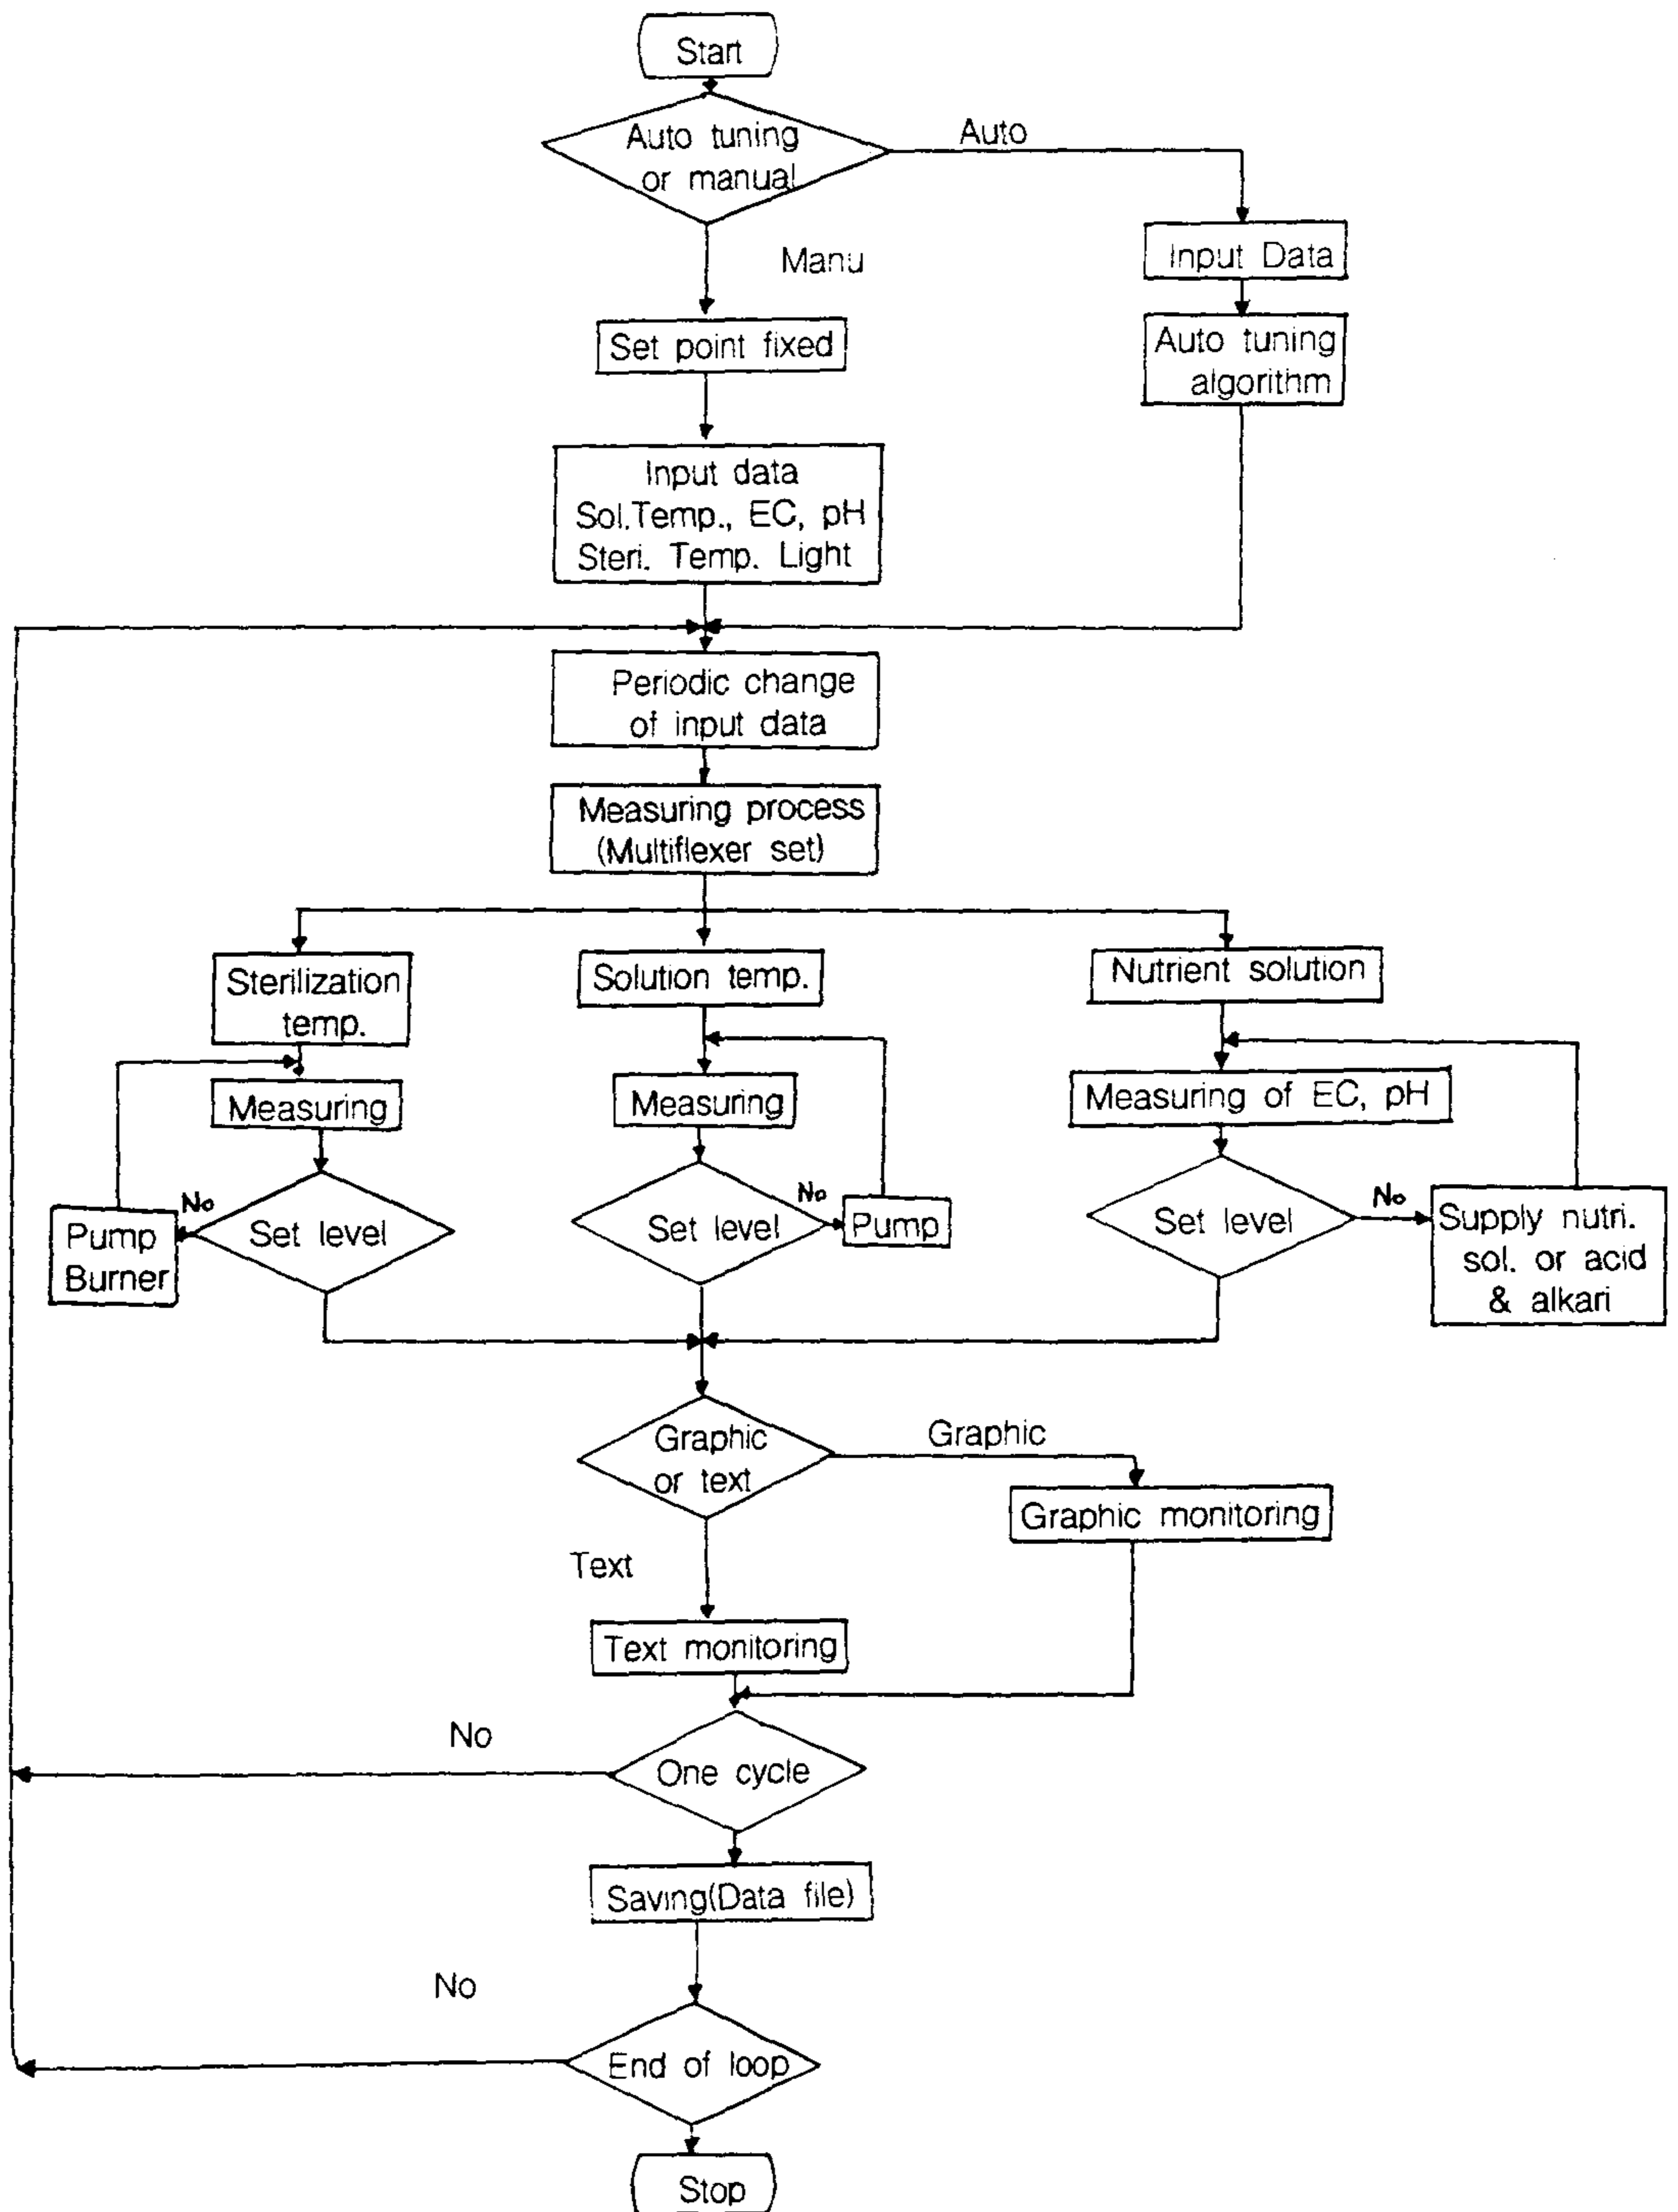 Start
Auto tuning
or manual
Auto
Manu
Input Data
Set point fixed
Auto tuning
algorithm
Input data
Sol.Temp., EC, pH
Steri. Temp. Light
Periodic change
of input data
Measuring process
(Multiflexer set)
Sterilization
temp.
Solution temp.
Nutrient solution
Measuring
Measuring
Measuring of EC, pH
No
Set level
Pump
Burner
No
Set level
Pump
No
Set level
Supply nutri.
sol. or acid
& alkari
Graphic
or text
Graphic
Graphic monitoring
Text
Text monitoring
No
One cycle
Saving(Data file)
No
End of loop
Stop